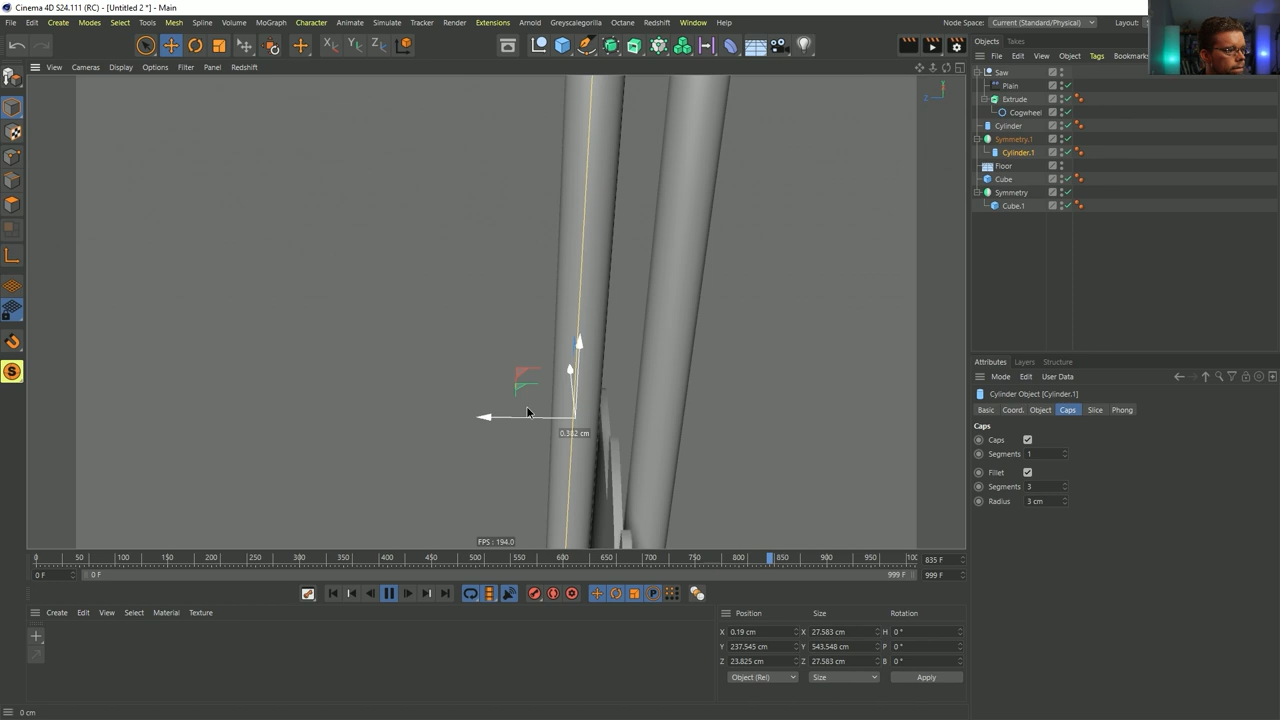 Cinema 4D S24.111 (RC) - [Untitled 2 *] - Main
File Create Modes Select Tools Mesh Spline Volume MoGraph Character Animate Simulate Tracker Render Extensions Arnold Greyscalegorilla Octane Redshift Window Help
Node Space: Current (Standard/Physical) Layout:
X Y Z
Objects Takes
View Cameras Display Options Filter Panel Redshift
File Edit View Object Tags Bookmarks
Saw
Plain
Extrude
Cogwheel
Cylinder
Symmetry.1
Cylinder.1
Floor
Cube
Symmetry
Cube.1
Z
S
0.382 cm
FPS : 194.0
Attributes Layers Structure
Mode Edit User Data
Cylinder Object [Cylinder.1]
Basic Coord. Object Caps Slice Phong
Caps
Caps
Segments 1
Fillet
Segments 3
Radius 3 cm
0 50 100 150 200 250 300 350 400 450 500 550 600 650 700 750 800 850 900 950 100 835 F
0 F 0 F 999 F 999 F
P
Create Edit View Select Material Texture
Position Size Rotation
X 0.19 cm X 27.583 cm H 0 °
Y 237.545 cm Y 543.548 cm P 0 °
Z 23.825 cm Z 27.583 cm B 0 °
Object (Rel) Size Apply
0 cm